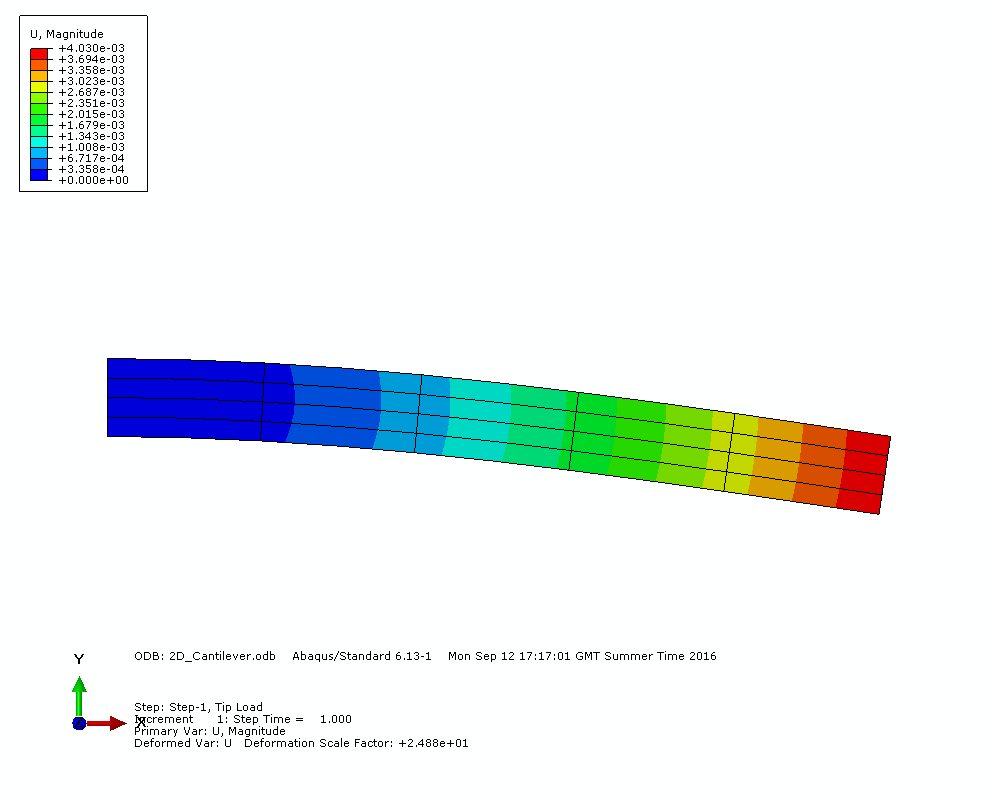 U, Magnitude
+4.030e-03
+3.694e-03
+3.358e-03
+3.023e-03
+2.687e-03
+2.351e-03
+2.015e-03
+1.679e-03
+1.343e-03
+1.008e-03
+6.717e-04
+3.358e-04
+0.000e+00
Y
Z
X
ODB: 2D_Cantilever.odb Abaqus/Standard 6.13-1 Mon Sep 12 17:17:01 GMT Summer Time 2016
Step: Step-1, Tip Load
Increment 1: Step Time = 1.000
Primary Var: U, Magnitude
Deformed Var: U Deformation Scale Factor: +2.488e+01